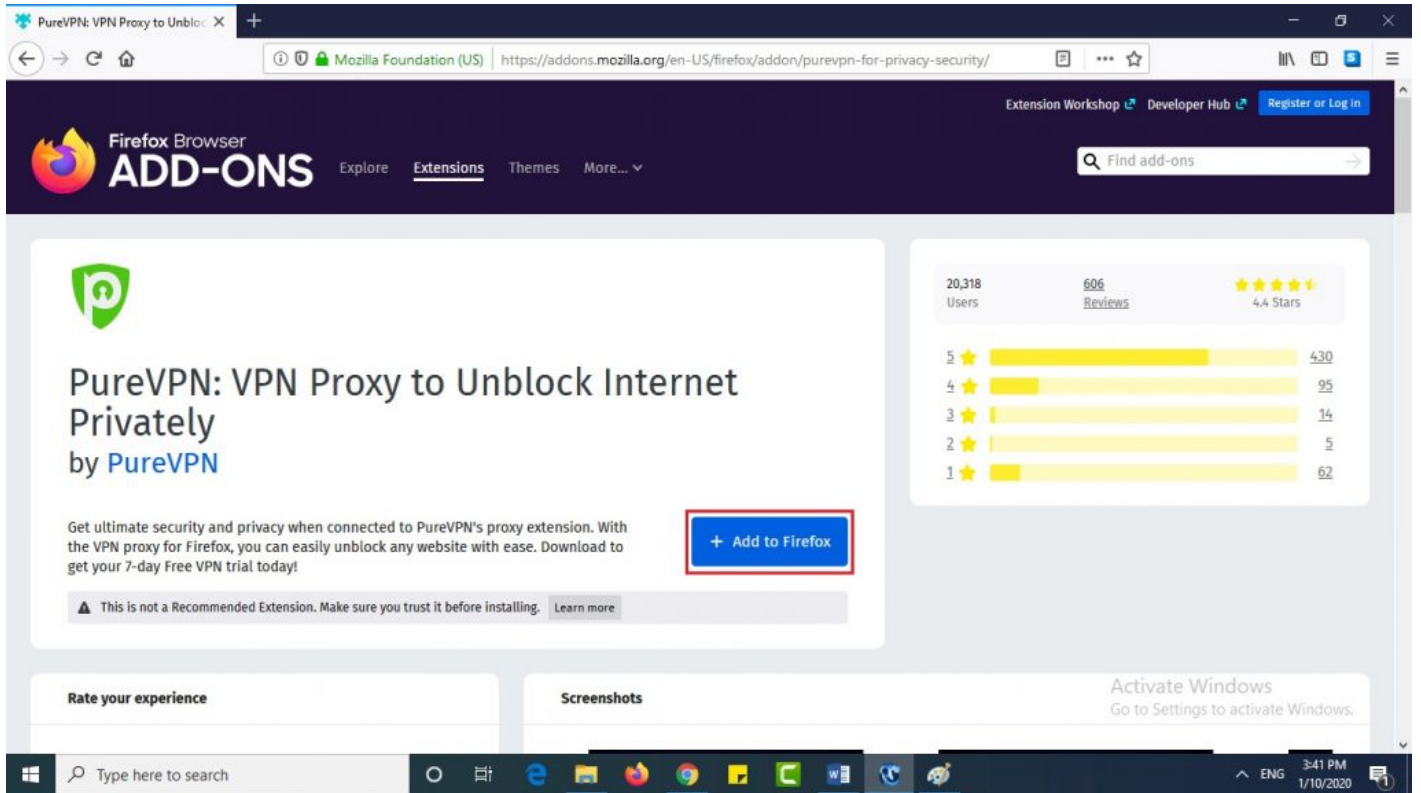 PureVPN: VPN Proxy to Unbloc
Mozilla Foundation (US) https://addons.mozilla.org/en-US/firefox/addon/purevpn-for-privacy-security/
Extension Workshop Developer Hub Register or Log in
Firefox Browser
ADD-ONS
Explore Extensions Themes More...
Find add-ons
PureVPN: VPN Proxy to Unblock Internet
Privately
by PureVPN
Get ultimate security and privacy when connected to PureVPN's proxy extension. With
the VPN proxy for Firefox, you can easily unblock any website with ease. Download to
get your 7-day Free VPN trial today!
+ Add to Firefox
This is not a Recommended Extension. Make sure you trust it before installing. Learn more
20,318 606
Users Reviews 4.4 Stars
5 430
4 95
3 14
2 5
1 62
Rate your experience
Screenshots
Activate Windows
Go to Settings to activate Windows.
Type here to search
ENG
3:41 PM
1/10/2020